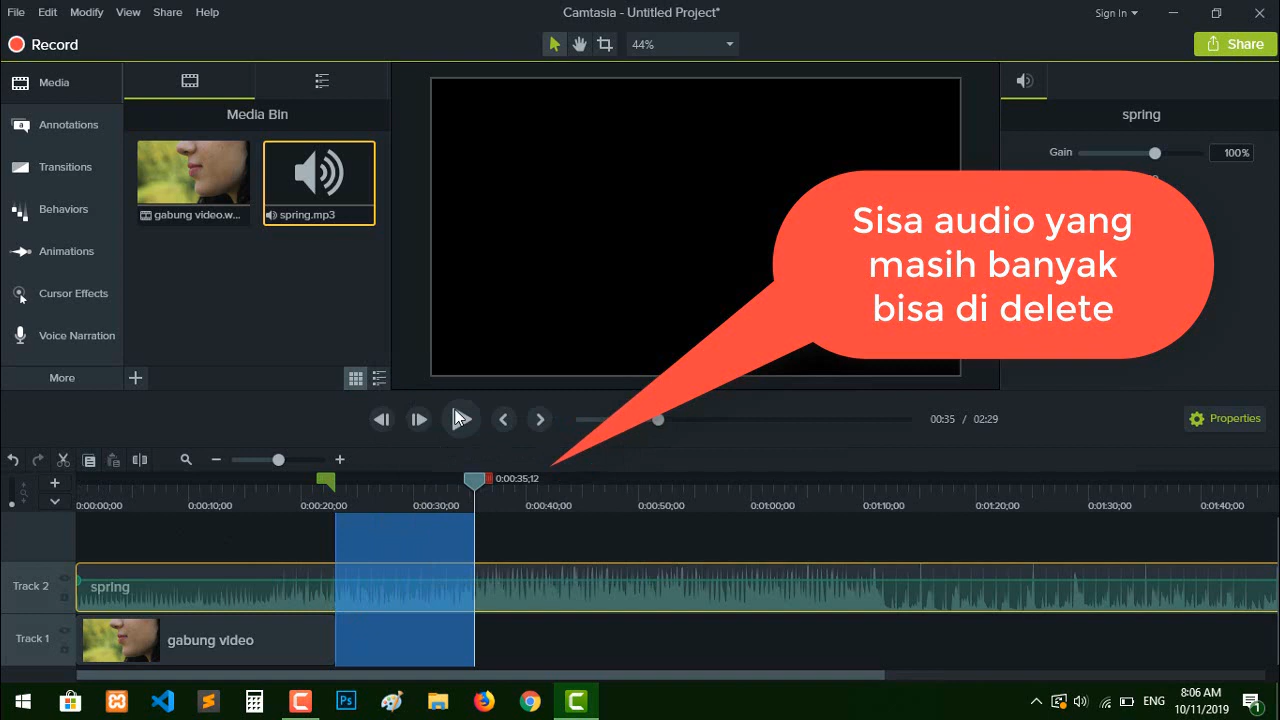 File Edit Modify View Share Help
Camtasia - Untitled Project*
Sign In
Record
44%
Share
Media
Annotations
Transitions
Behaviors
Animations
Cursor Effects
Voice Narration
More
Media Bin
gabung video.w...
spring.mp3
spring
Gain
100%
Sisa audio yang
masih banyak
bisa di delete
00:35 / 02:29
Properties
0:00:35;12
0:00:00;00 0:00:10;00 0:00:20;00 0:00:30;00 0:00:40;00 0:00:50;00 0:01:00;00 0:01:10;00 0:01:20;00 0:01:30;00 0:01:40;00
Track 2
spring
Track 1
gabung video
Ps
ENG
8:06 AM
10/11/2019
1